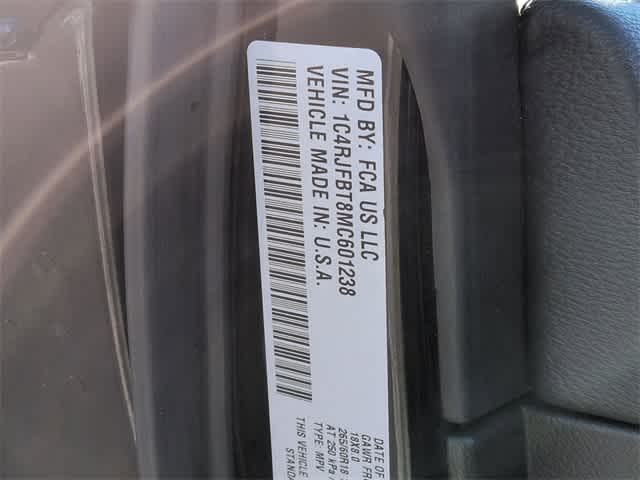 MFD BY: FCA US LLC
VIN: 1C4RJFBT8MC601238
VEHICLE MADE IN: U.S.A.
DATE OF
GAWR FR
18X8.0
265/60R18
AT 250 kPa
TYPE: MPV
THIS VEHICLE
STANDA